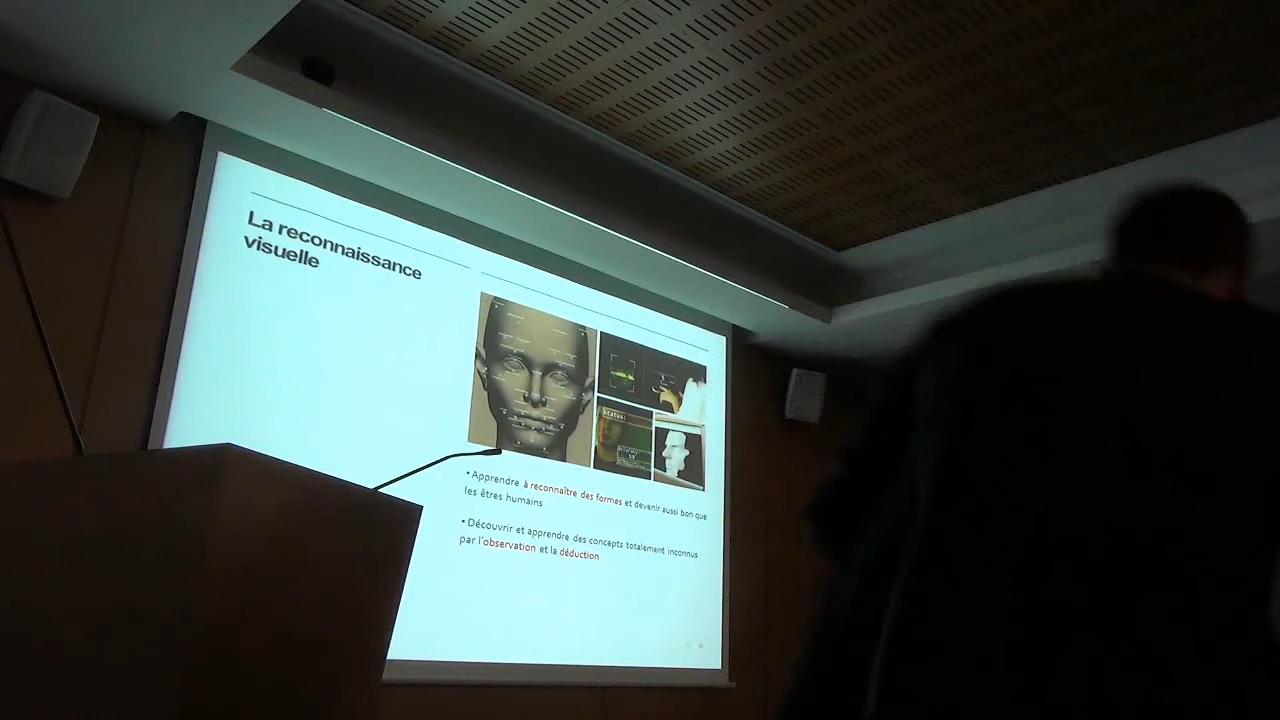 La reconnaissance
visuelle
Status:
• Apprendre à reconnaître des formes et devenir aussi bon que
les êtres humains
• Découvrir et apprendre des concepts totalement inconnus
par l'observation et la déduction